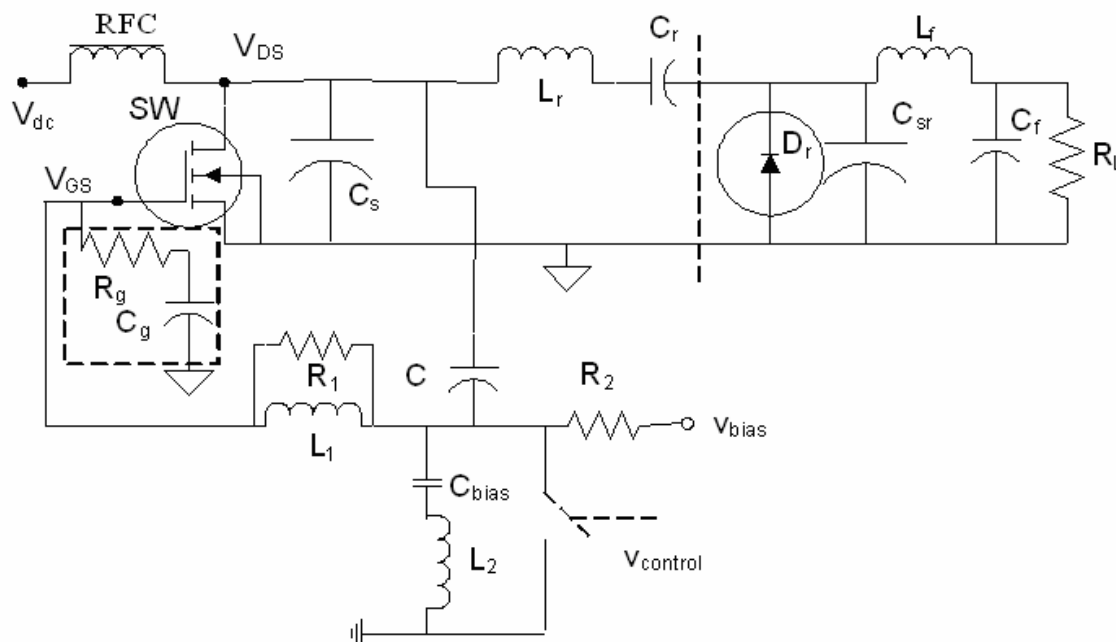 RFC
V_DS
C_r
L_f
V_dc
SW
L_r
C_sr
C_f
D_r
V_GS
C_s
R_g
C_g
R_1
C
R_2
L_1
v_bias
C_bias
L_2
v_control